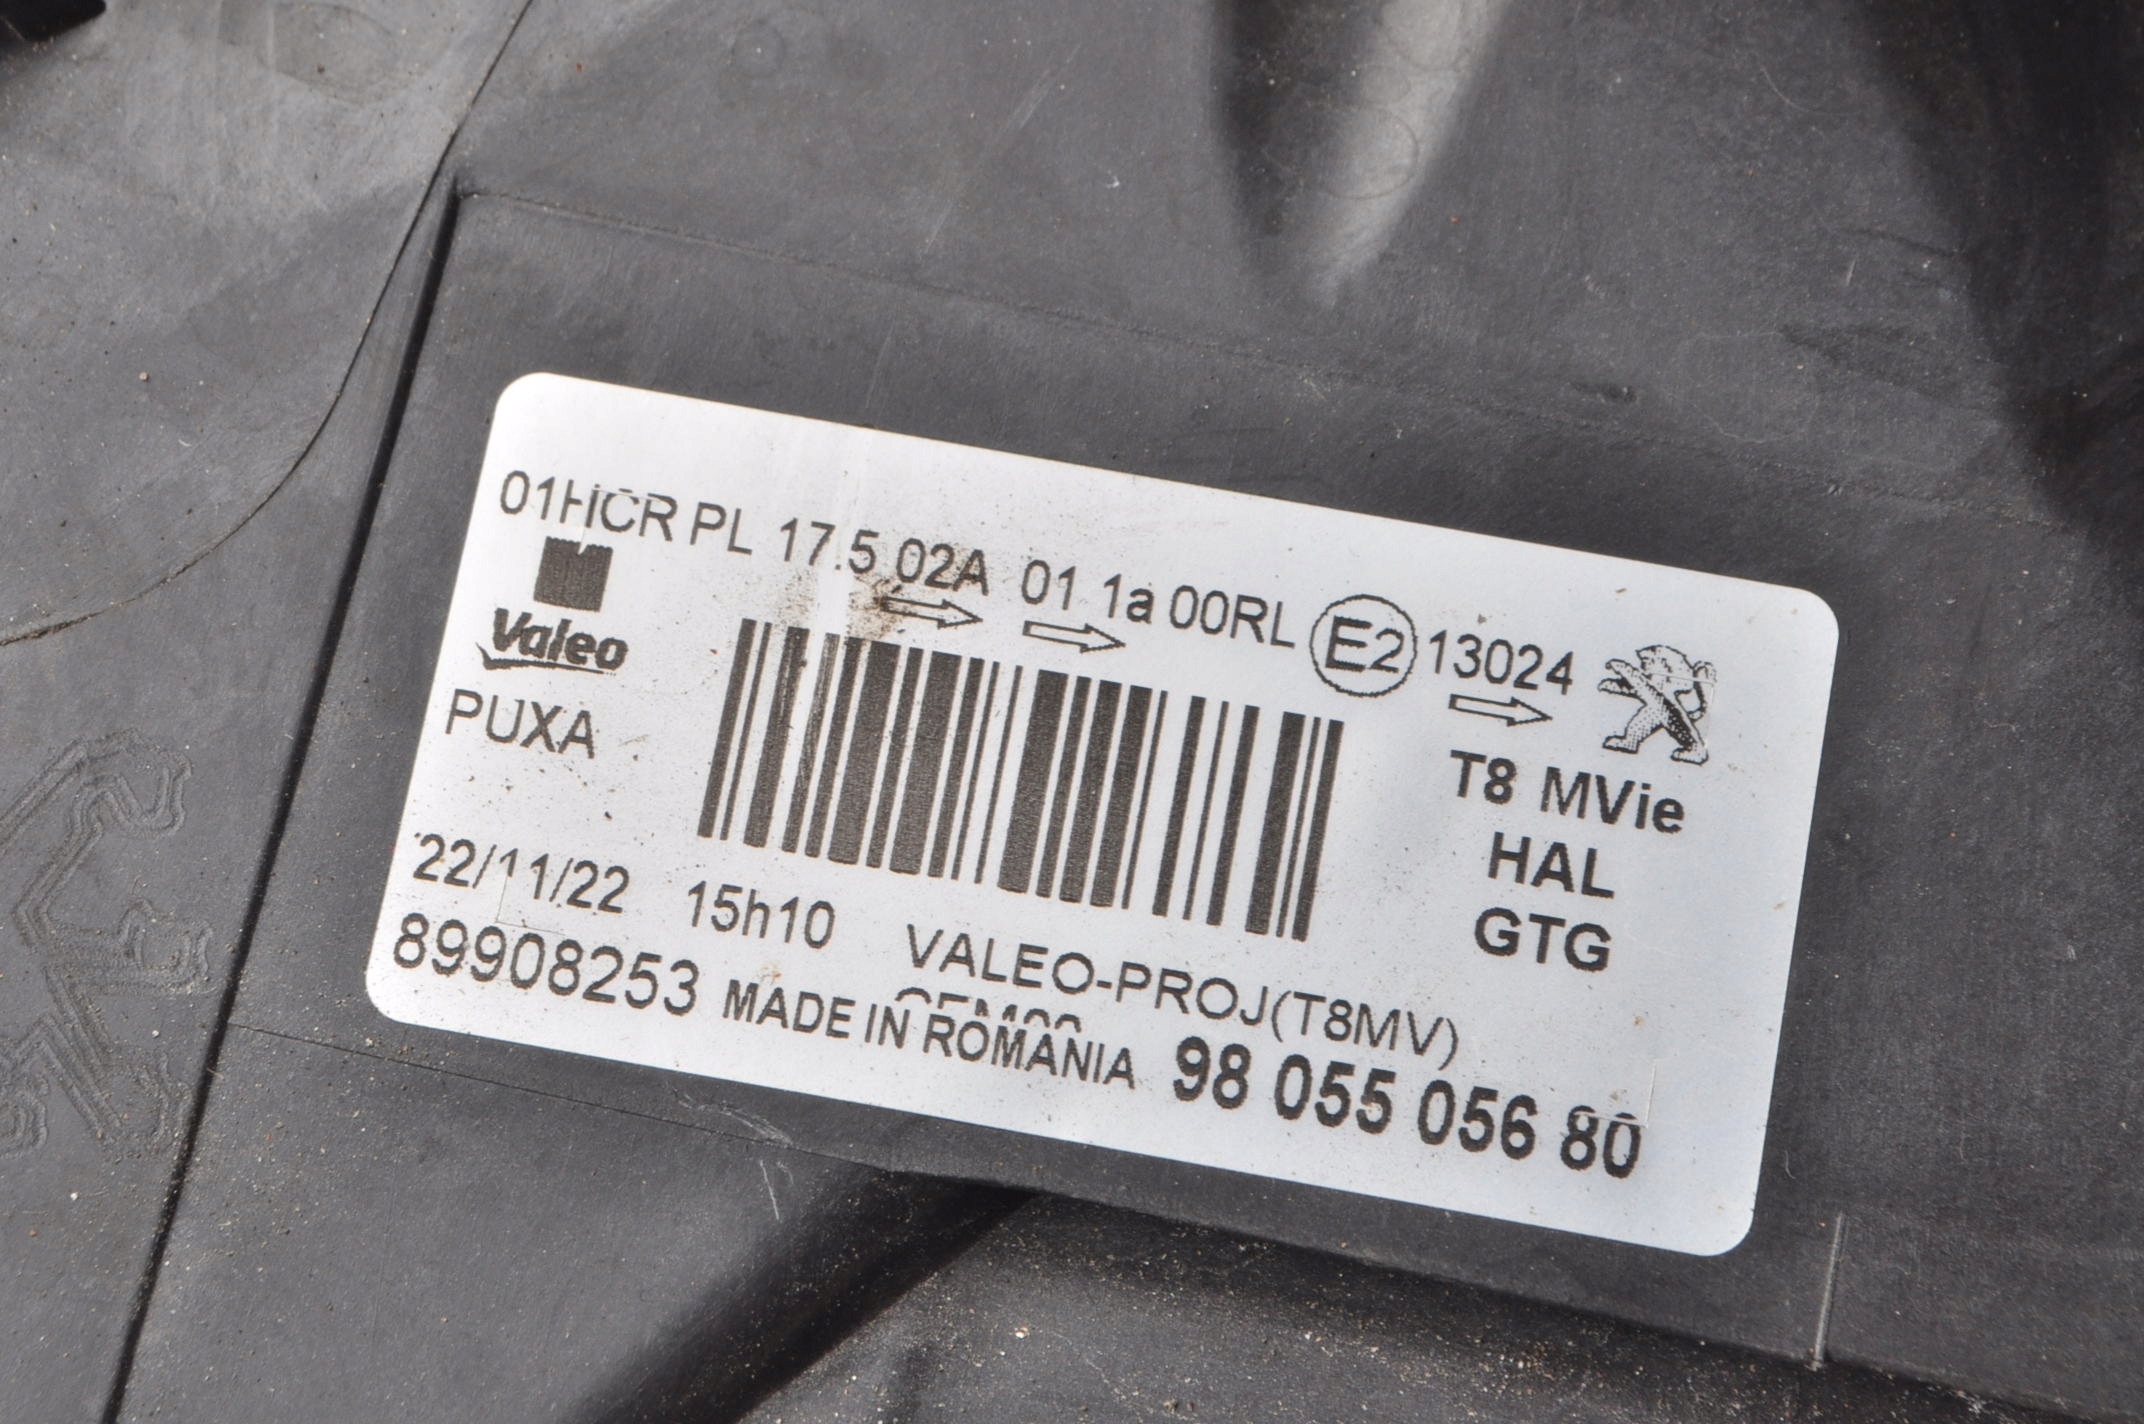 01HCR PL 17.5 02A 01 1a 00RL E2 13024
Valeo
PUXA
T8 MVie
HAL
GTG
22/11/22 15h10 VALEO-PROJ(T8MV)
89908253 MADE IN ROMANIA 98 055 056 80